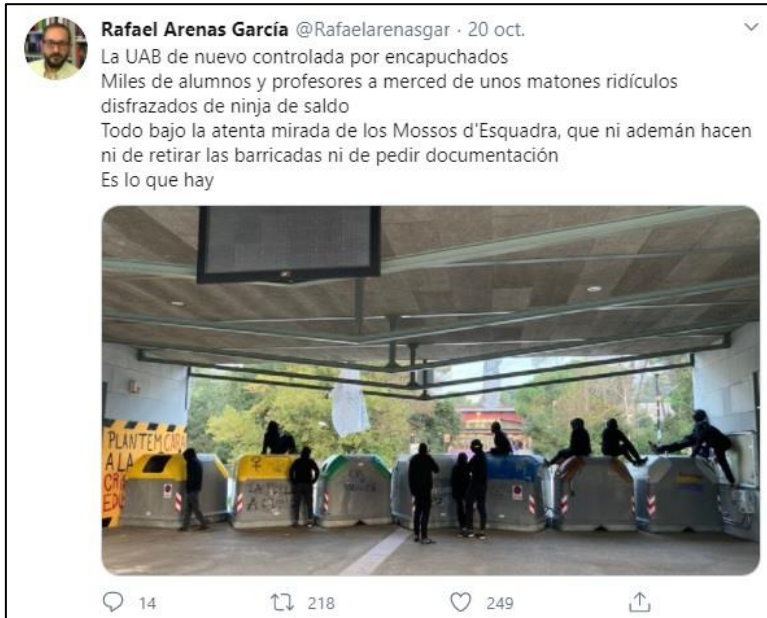 Rafael Arenas García @Rafaelarenasgar · 20 oct.
La UAB de nuevo controlada por encapuchados
Miles de alumnos y profesores a merced de unos matones ridículos
disfrazados de ninja de saldo
Todo bajo la atenta mirada de los Mossos d'Esquadra, que ni ademán hacen
ni de retirar las barricadas ni de pedir documentación
Es lo que hay
PLANTEM
A LA
14 218 249